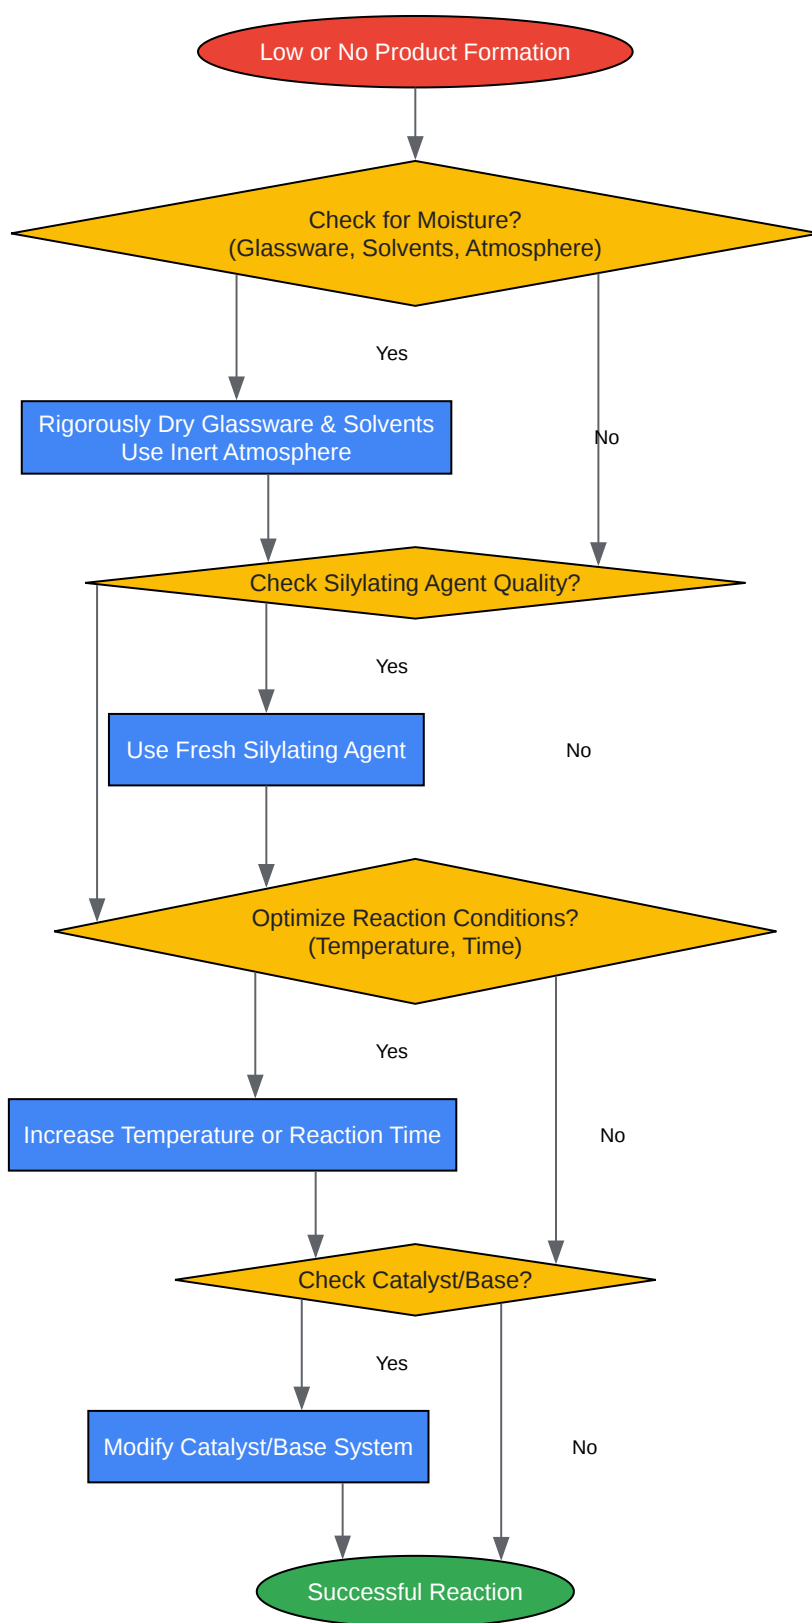 Low or No Product Formation
Check for Moisture?
(Glassware, Solvents, Atmosphere)
Yes
Rigorously Dry Glassware & Solvents
Use Inert Atmosphere
No
Check Silylating Agent Quality?
Yes
Use Fresh Silylating Agent
No
Optimize Reaction Conditions?
(Temperature, Time)
Yes
Increase Temperature or Reaction Time
No
Check Catalyst/Base?
Yes
Modify Catalyst/Base System
No
Successful Reaction